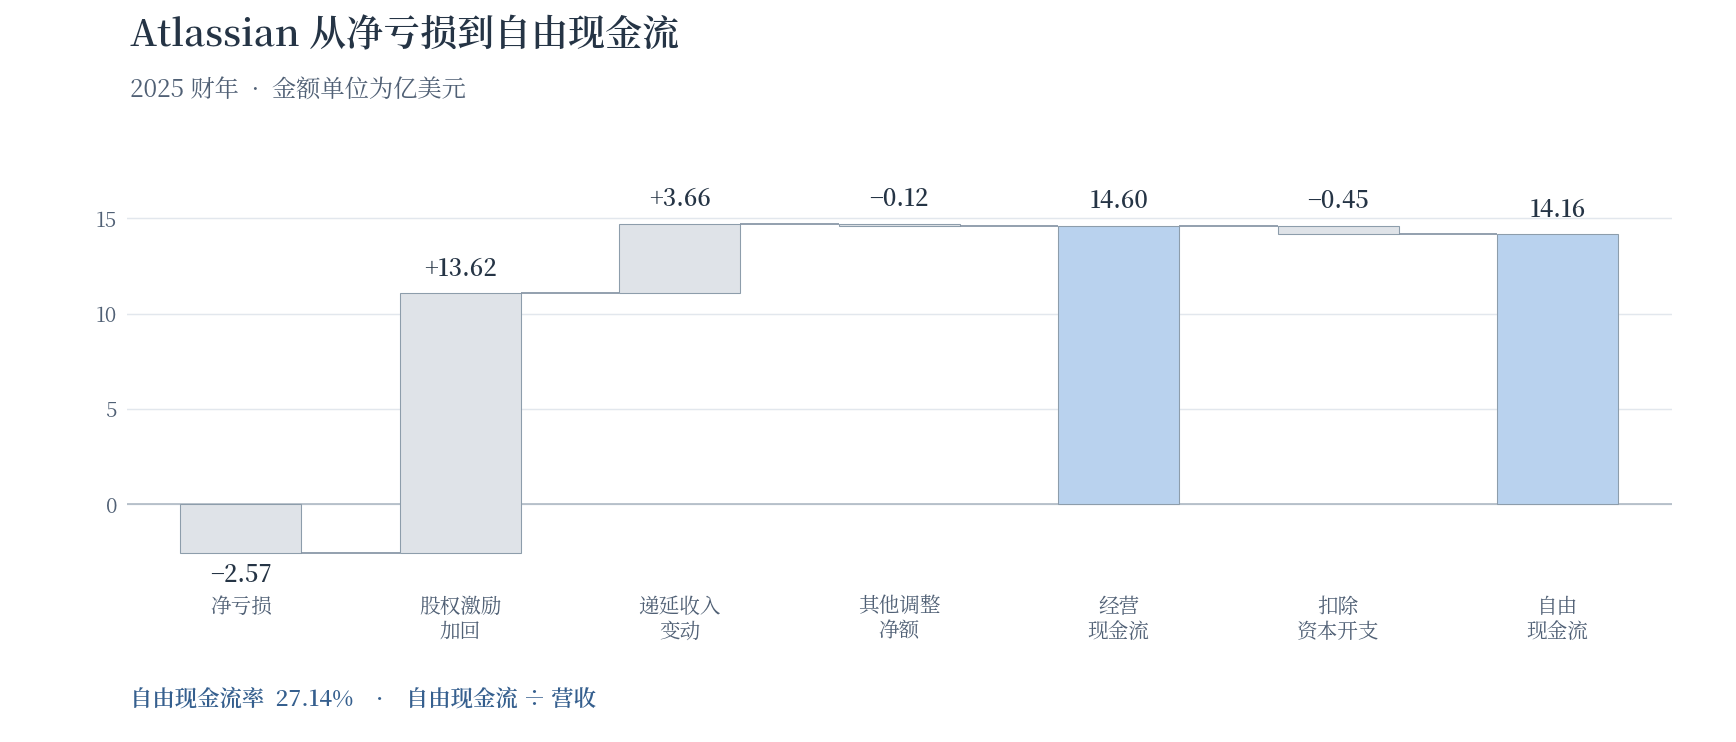 Atlassian 从净亏损到自由现金流
2025 财年 · 金额单位为亿美元
15
10
5
0
−2.57
+13.62
+3.66
−0.12
14.60
−0.45
14.16
净亏损
股权激励
加回
递延收入
变动
其他调整
净额
经营
现金流
扣除
资本开支
自由
现金流
自由现金流率 27.14% · 自由现金流 ÷ 营收